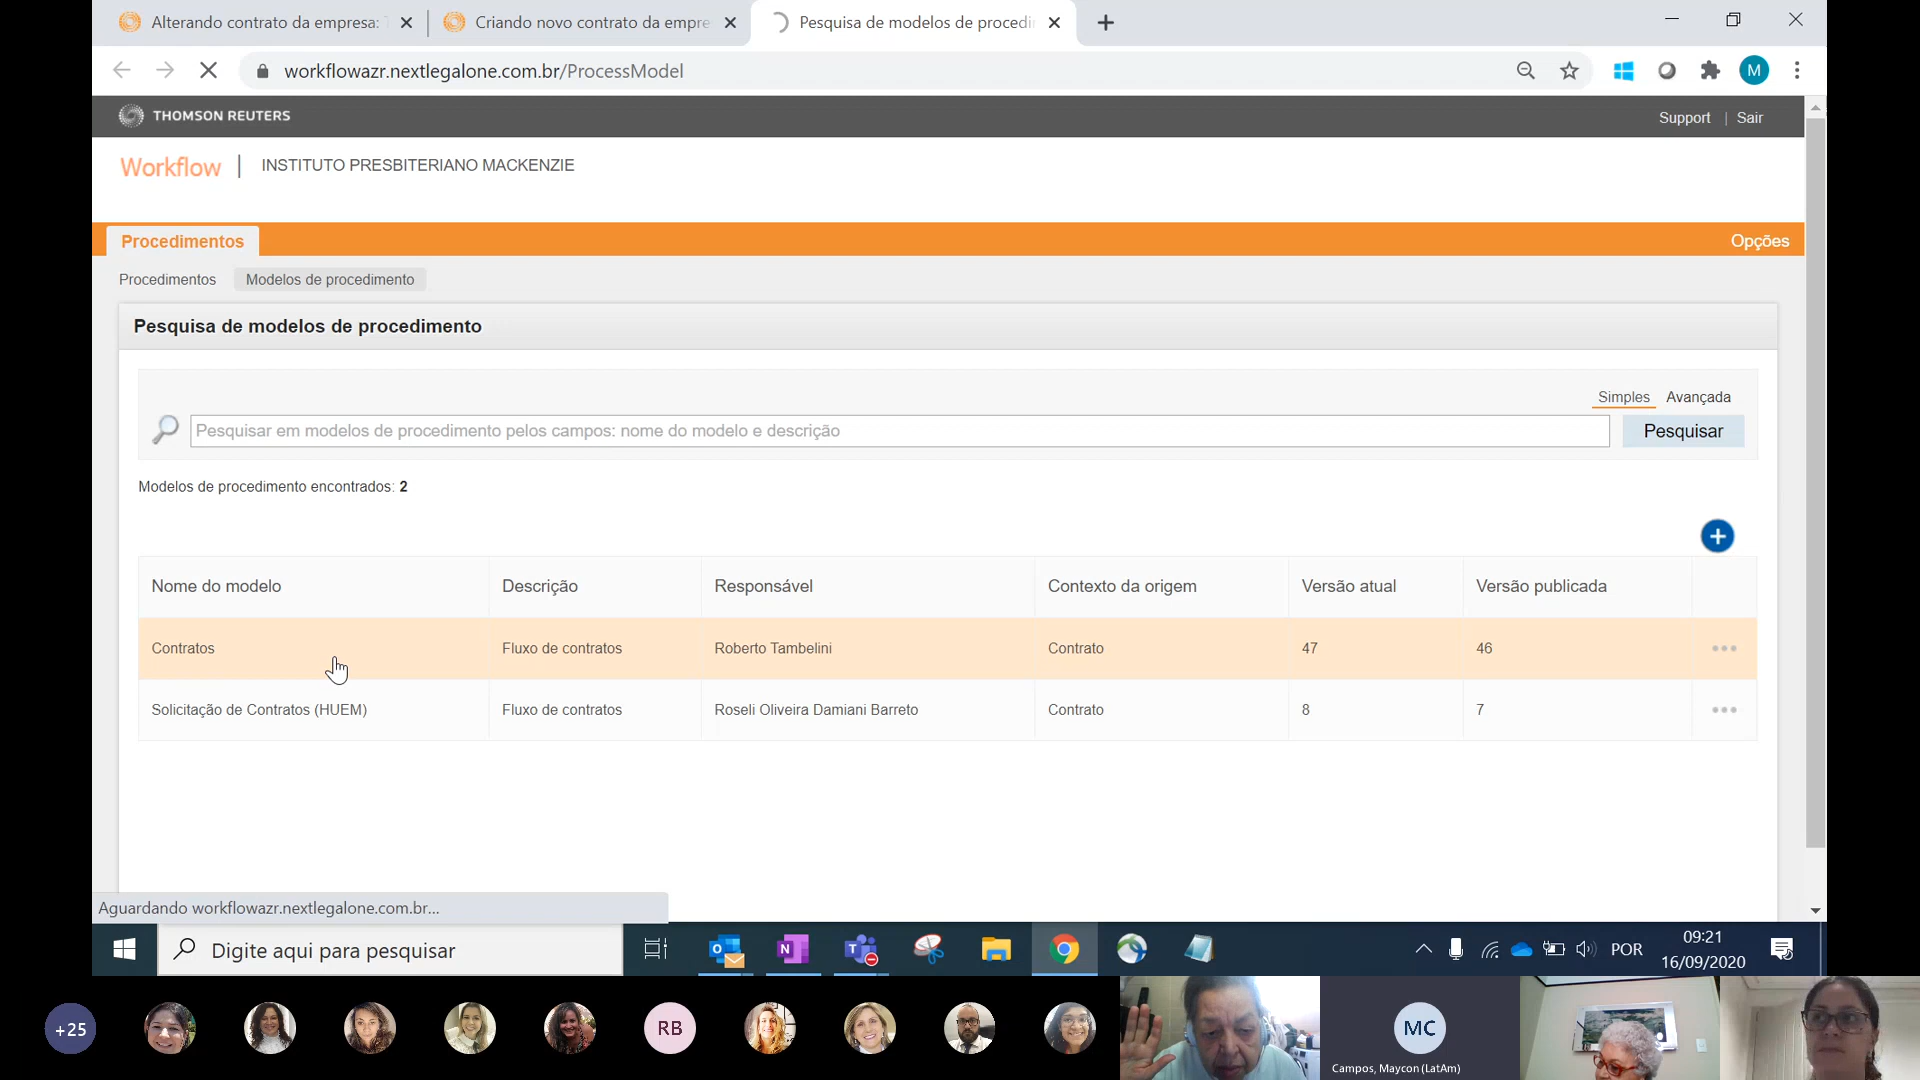 Alterando contrato da empresa:
Criando novo contrato da empre
Pesquisa de modelos de procedi
workflowazr.nextlegalone.com.br/ProcessModel
M
THOMSON REUTERS
Support | Sair
Workflow | INSTITUTO PRESBITERIANO MACKENZIE
Procedimentos
Opções
Procedimentos
Modelos de procedimento
Pesquisa de modelos de procedimento
Simples
Avançada
Pesquisar em modelos de procedimento pelos campos: nome do modelo e descrição
Pesquisar
Modelos de procedimento encontrados: 2
Nome do modelo Descrição Responsável Contexto da origem Versão atual Versão publicada
Contratos Fluxo de contratos Roberto Tambelini Contrato 47 46
Solicitação de Contratos (HUEM) Fluxo de contratos Roseli Oliveira Damiani Barreto Contrato 8 7
Aguardando workflowazr.nextlegalone.com.br...
Digite aqui para pesquisar
POR
09:21
16/09/2020
+25
RB
MC
Campos, Maycon (LatAm)